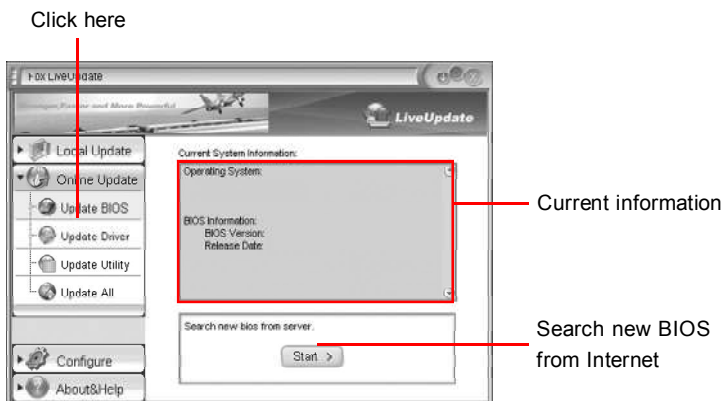 Click here
Fox LiveUpdate
LiveUpdate
Local Update
Online Update
Update BIOS
Update Driver
Update Utility
Update All
Configure
About&Help
Current System Information:
Operating System:
BIOS Information:
BIOS Version:
Release Date:
Search new bios from server.
Start >
Current information
Search new BIOS
from Internet